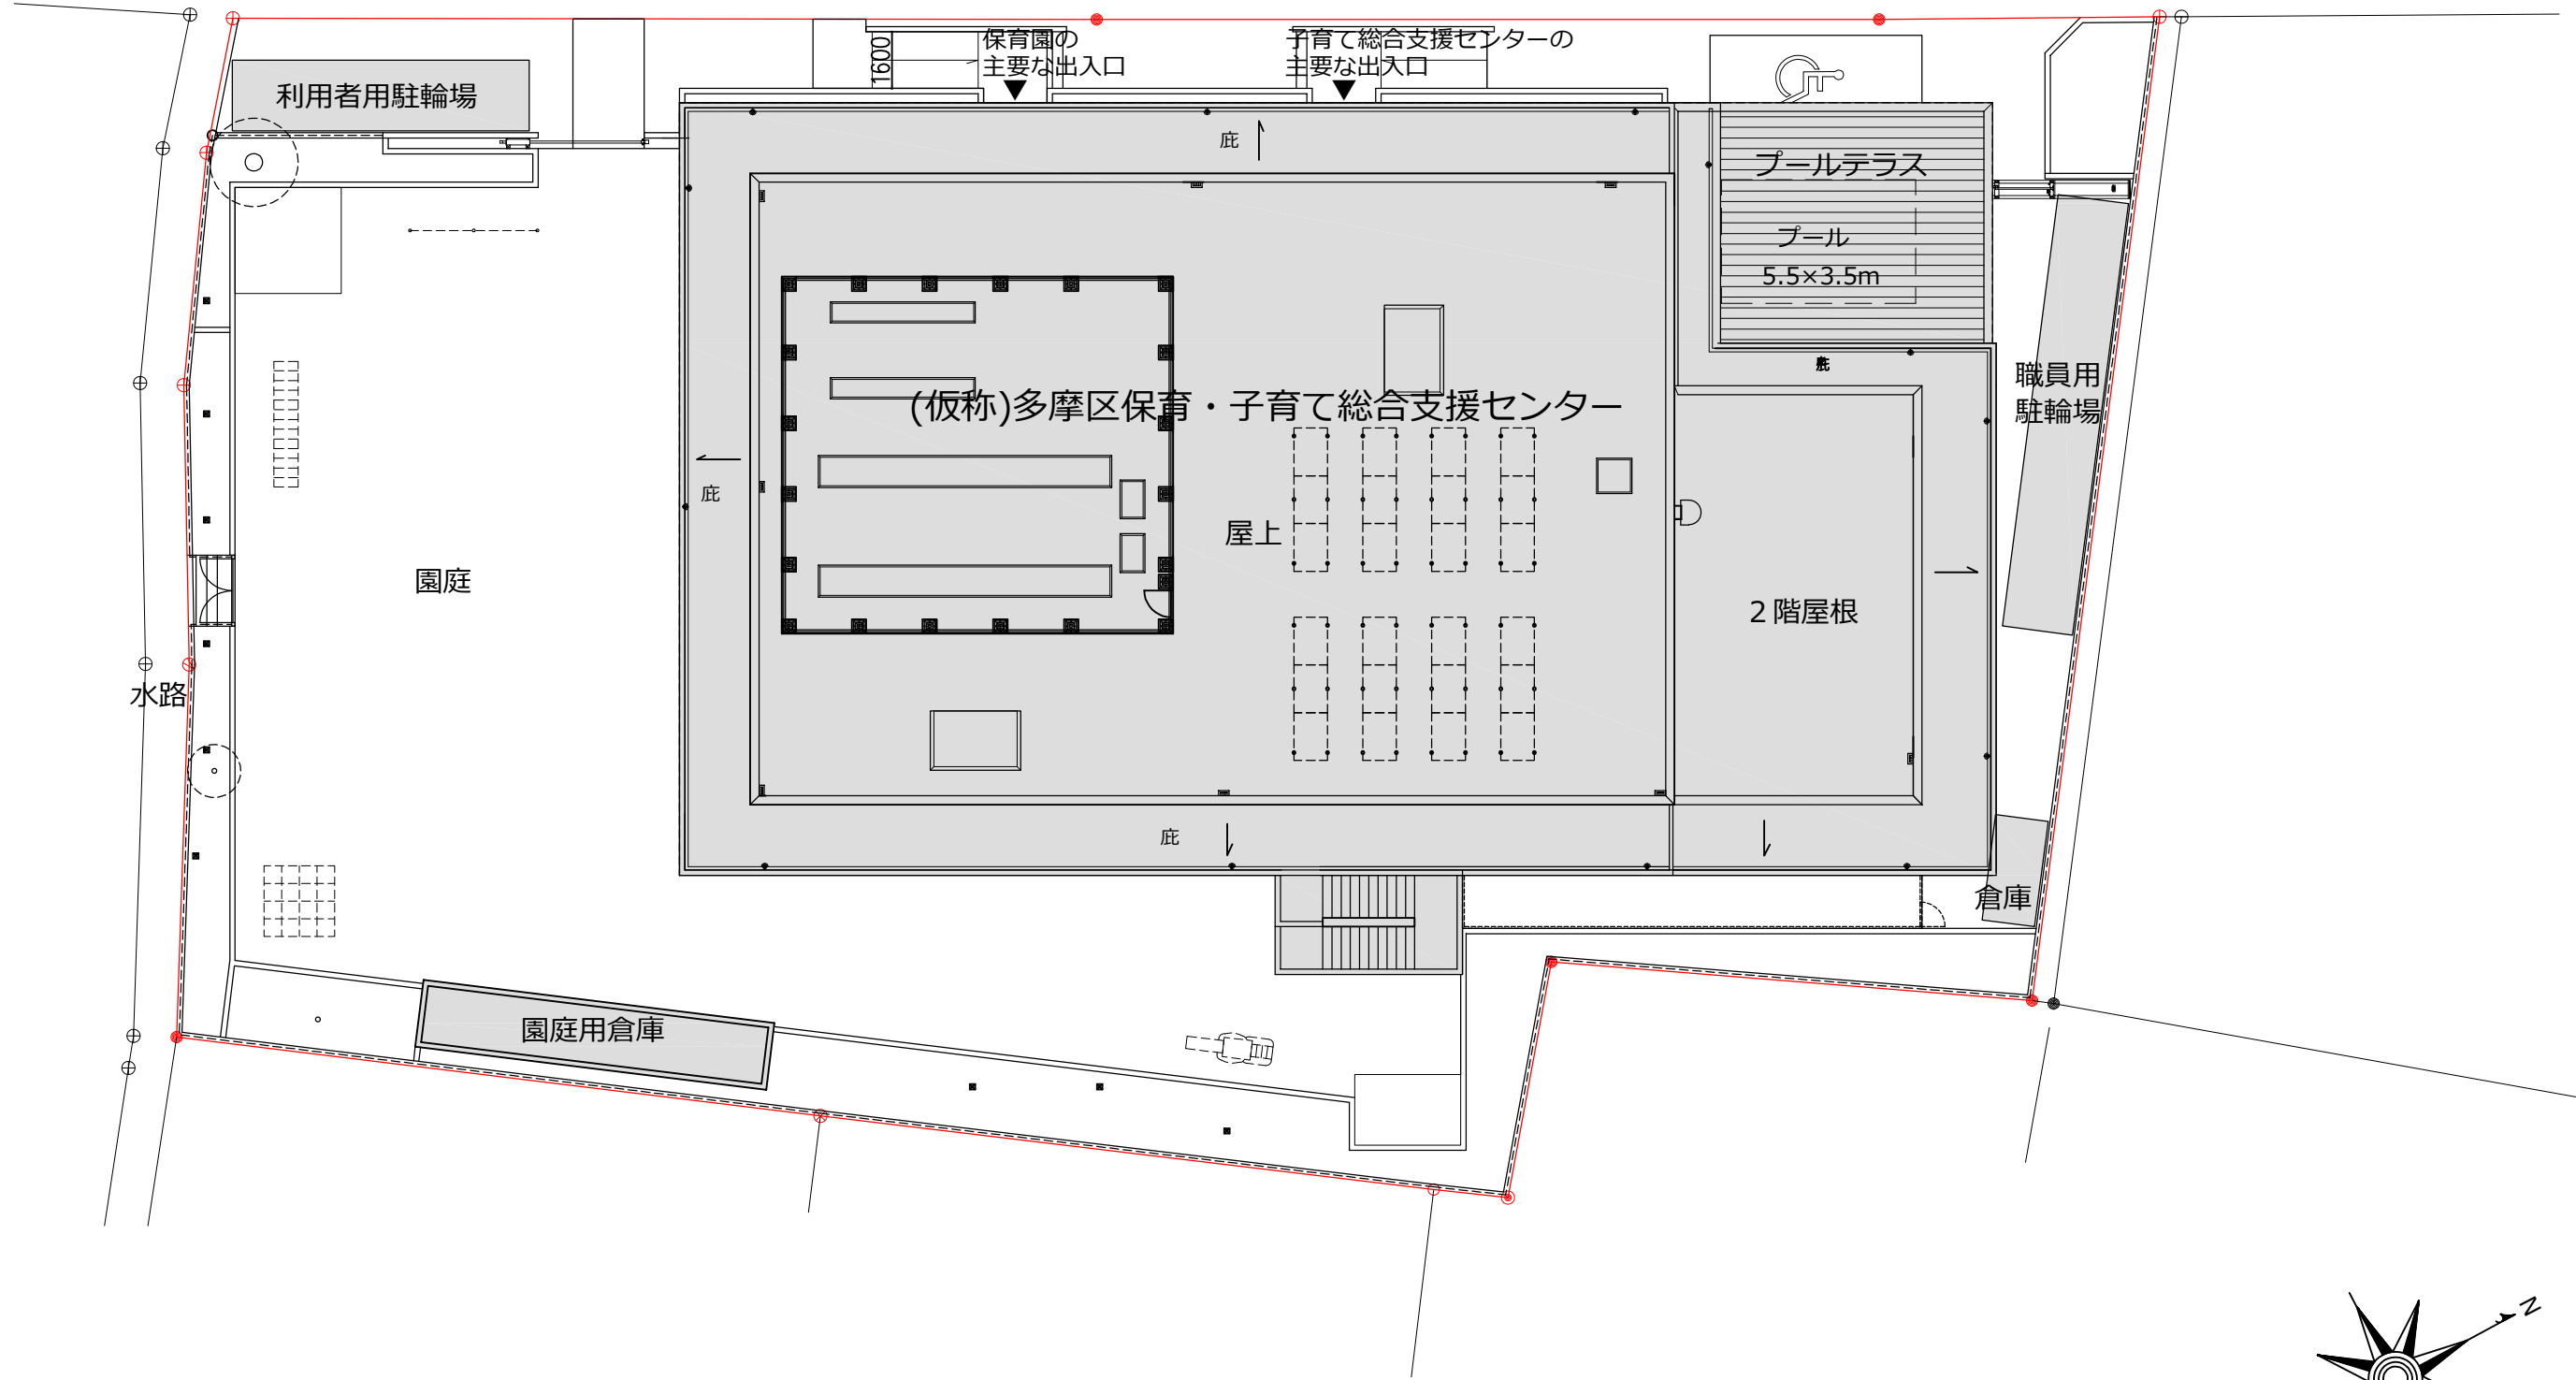 1600
保育園の
主要な出入口
子育て総合支援センターの
主要な出入口
利用者用駐輪場
庇
プールテラス
プール
5.5×3.5m
職員用
駐輪場
(仮称)多摩区保育・子育て総合支援センター
庇
屋上
園庭
２階屋根
水路
庇
倉庫
園庭用倉庫
N